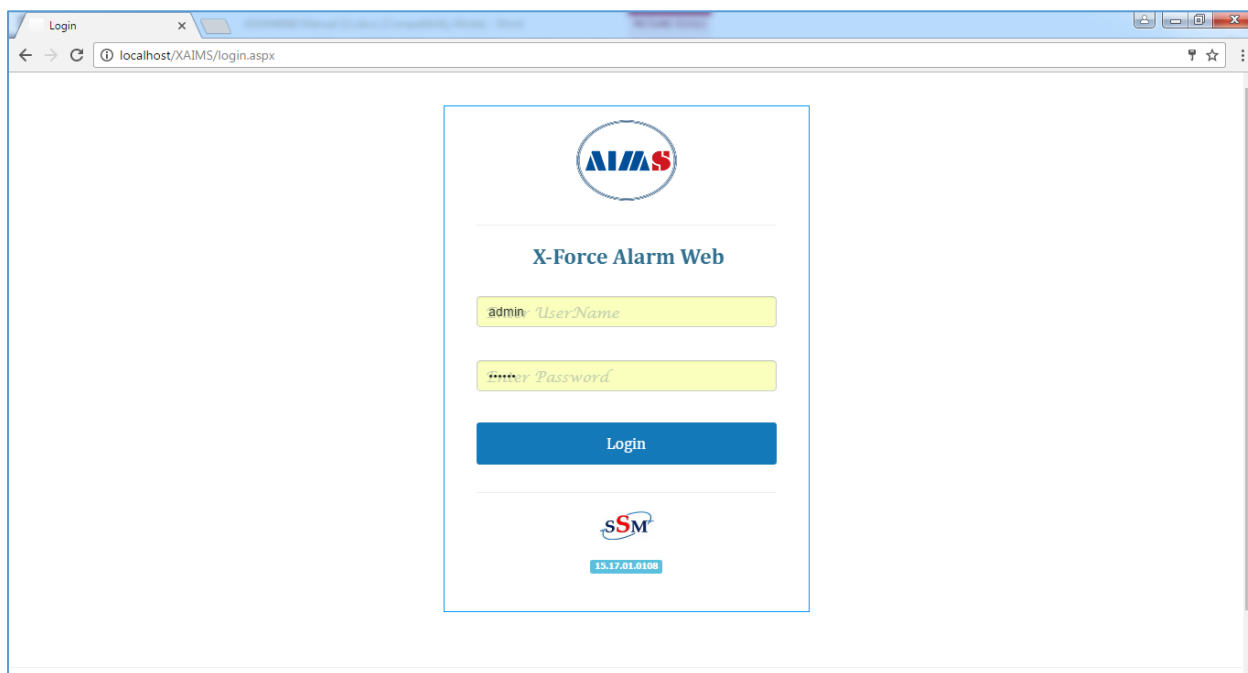 Login
localhost/XAIMS/login.aspx
AIMS
X-Force Alarm Web
admin
Enter UserName
Enter Password
Login
SSM
15.17.01.0108